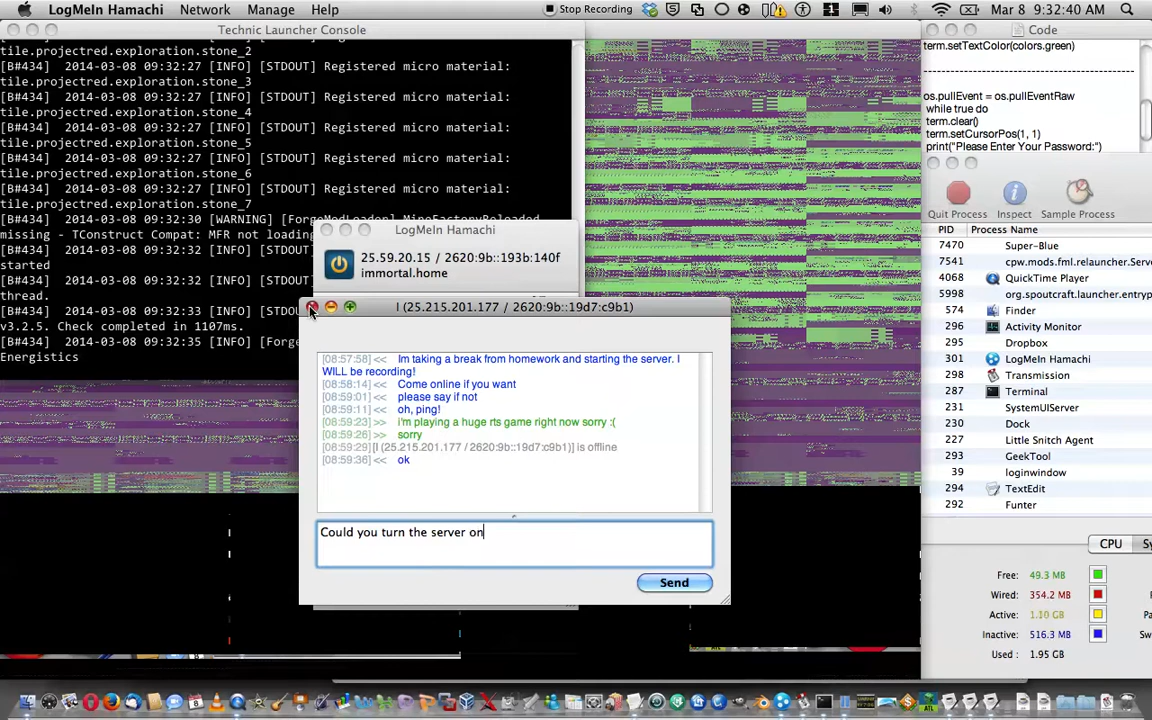 LogMeIn Hamachi Network Manage Help
Stop Recording
1
Mar 8 9:32:40 AM
Technic Launcher Console
tile.projectred.exploration.stone_2
[B#434] 2014-03-08 09:32:27 [INFO] [STDOUT] Registered micro material:
tile.projectred.exploration.stone_3
[B#434] 2014-03-08 09:32:27 [INFO] [STDOUT] Registered micro material:
tile.projectred.exploration.stone_4
[B#434] 2014-03-08 09:32:27 [INFO] [STDOUT] Registered micro material:
tile.projectred.exploration.stone_5
[B#434] 2014-03-08 09:32:27 [INFO] [STDOUT] Registered micro material:
tile.projectred.exploration.stone_6
[B#434] 2014-03-08 09:32:27 [INFO] [STDOUT] Registered micro material:
tile.projectred.exploration.stone_7
[B#434] 2014-03-08 09:32:30 [WARNING] [ForgeModLoader] MineFactoryReloaded
missing - TConstruct Compat: MFR not loading
[B#434] 2014-03-08 09:32:32 [INFO] [STDO
started
[B#434] 2014-03-08 09:32:32 [INFO] [STDO
thread.
[B#434] 2014-03-08 09:32:33 [INFO] [STDO
v3.2.5. Check completed in 1107ms.
[B#434] 2014-03-08 09:32:35 [INFO] [Forge
Energistics
LogMeIn Hamachi
25.59.20.15 / 2620:9b::193b:140f
immortal.home
I (25.215.201.177 / 2620:9b::19d7:c9b1)
[08:57:58] << Im taking a break from homework and starting the server. I
WILL be recording!
[08:58:14] << Come online if you want
[08:59:01] << please say if not
[08:59:11] << oh, ping!
[08:59:23] >> i'm playing a huge rts game right now sorry :(
[08:59:26] >> sorry
[08:59:29][I (25.215.201.177 / 2620:9b::19d7:c9b1)] is offline
[08:59:36] << ok
Could you turn the server on
Send
Code
term.setTextColor(colors.green)
os.pullEvent = os.pullEventRaw
while true do
term.clear()
term.setCursorPos(1, 1)
print("Please Enter Your Password:")
Quit Process Inspect Sample Process
PID Process Name
7470 Super-Blue
7541 cpw.mods.fml.relauncher.Serve
4068 QuickTime Player
5998 org.spoutcraft.launcher.entryp
574 Finder
296 Activity Monitor
395 Dropbox
301 LogMeIn Hamachi
298 Transmission
287 Terminal
231 SystemUIServer
230 Dock
227 Little Snitch Agent
228 GeekTool
39 loginwindow
294 TextEdit
292 Funter
CPU Sy
Free: 49.3 MB
Wired: 354.2 MB
Active: 1.10 GB
Inactive: 516.3 MB
Used: 1.95 GB